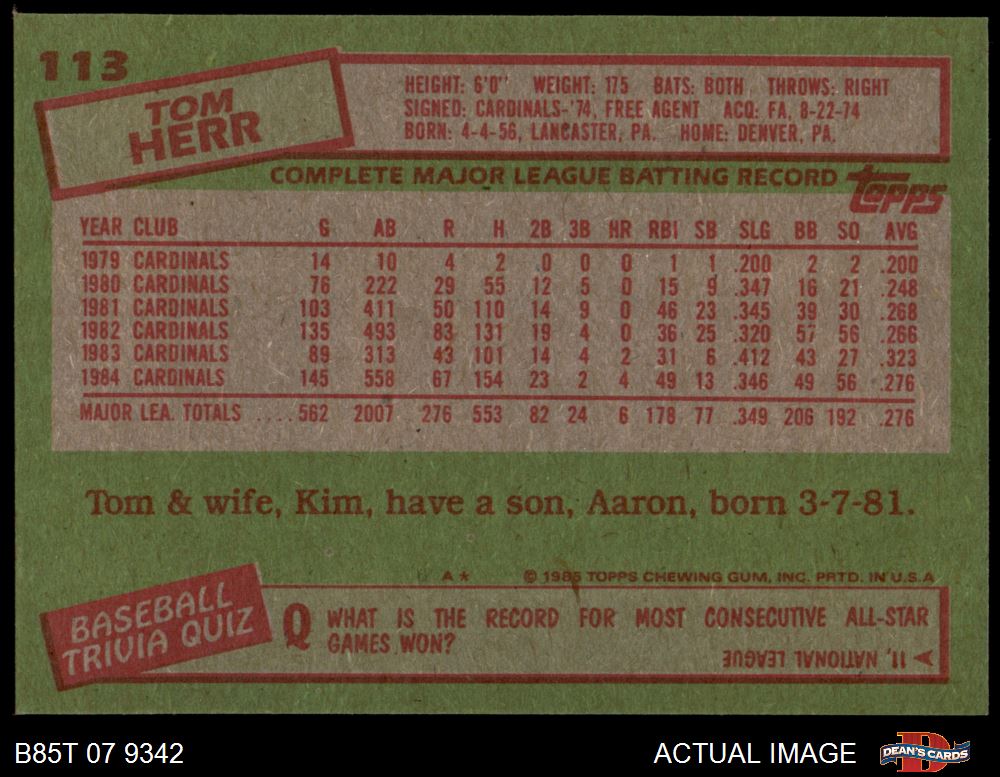 113
TOM
HERR
HEIGHT: 6'0" WEIGHT: 175 BATS: BOTH THROWS: RIGHT
SIGNED: CARDINALS-'74, FREE AGENT ACQ: FA, 8-22-74
BORN: 4-4-56, LANCASTER, PA. HOME: DENVER, PA.
COMPLETE MAJOR LEAGUE BATTING RECORD topps
YEAR CLUB G AB R H 2B 3B HR RBI SB SLG BB SO AVG
1979 CARDINALS 14 10 4 2 0 0 0 1 1 .200 2 2 .200
1980 CARDINALS 76 222 29 55 12 5 0 15 9 .347 16 21 .248
1981 CARDINALS 103 411 50 110 14 9 0 46 23 .345 39 30 .268
1982 CARDINALS 135 493 83 131 19 4 0 36 25 .320 57 56 .266
1983 CARDINALS 89 313 43 101 14 4 2 31 6 .412 43 27 .323
1984 CARDINALS 145 558 67 154 23 2 4 49 13 .346 49 56 .276
MAJOR LEA. TOTALS .... 562 2007 276 553 82 24 6 178 77 .349 206 192 .276
Tom & wife, Kim, have a son, Aaron, born 3-7-81.
A* © 1985 TOPPS CHEWING GUM, INC. PRTD. IN U.S.A
BASEBALL
TRIVIA QUIZ
Q WHAT IS THE RECORD FOR MOST CONSECUTIVE ALL-STAR
GAMES WON?
A 11, NATIONAL LEAGUE
B85T 07 9342
ACTUAL IMAGE
D
DEAN'S CARDS